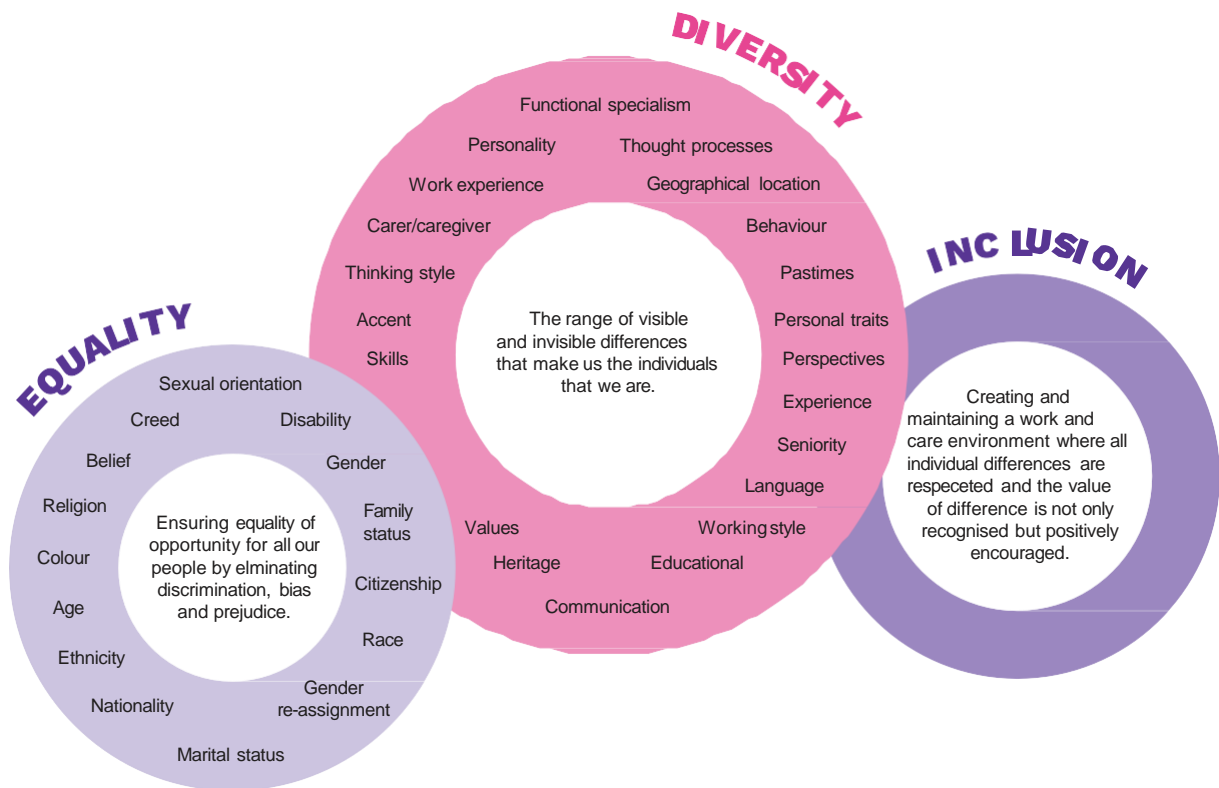 DIVERSITY
Functional specialism
Personality
Thought processes
Work experience
Geographical location
Carer/caregiver
Behaviour
Thinking style
Pastimes
Accent
Personal traits
Skills
Perspectives
Experience
Seniority
Language
Values
Working style
Heritage
Educational
Communication
The range of visible
and invisible differences
that make us the individuals
that we are.
EQUALITY
Sexual orientation
Creed
Disability
Belief
Gender
Religion
Family
status
Colour
Citizenship
Age
Race
Ethnicity
Gender
re-assignment
Nationality
Marital status
Ensuring equality of
opportunity for all our
people by elminating
discrimination, bias
and prejudice.
INCLUSION
Creating and
maintaining a work and
care environment where all
individual differences are
respeceted and the value
of difference is not only
recognised but positively
encouraged.